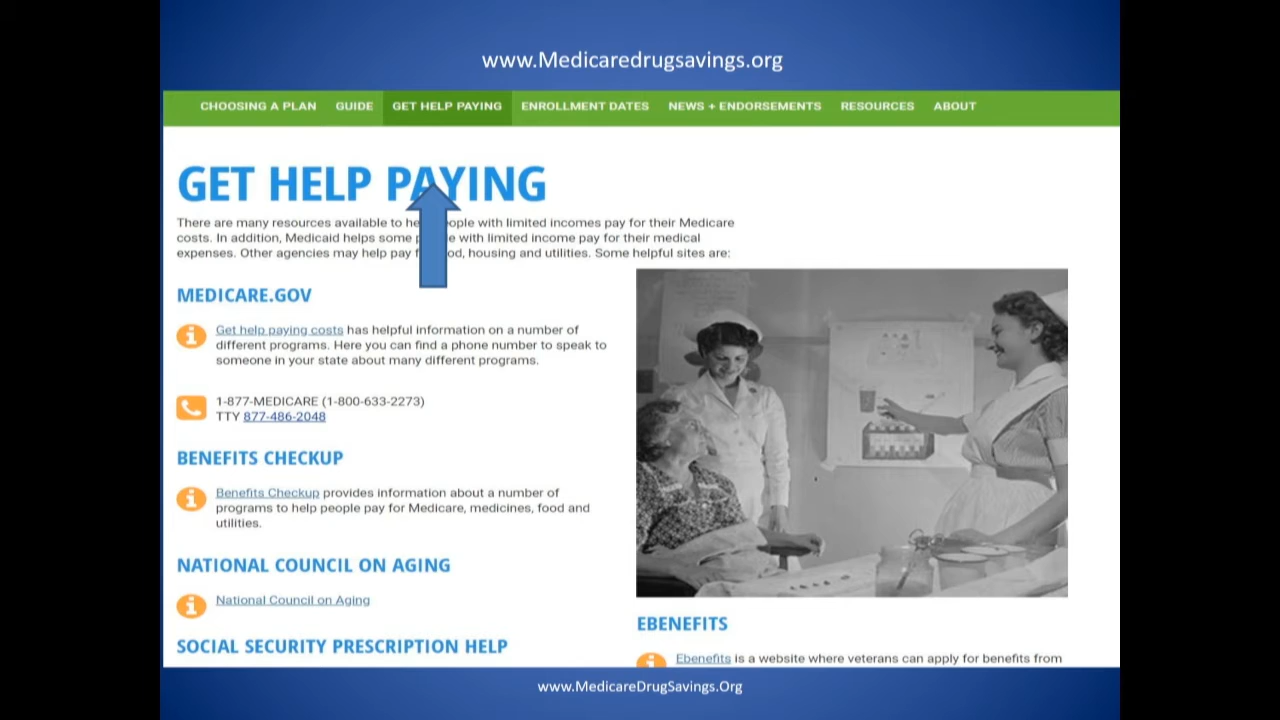 www.Medicaredrugsavings.org
CHOOSING A PLAN GUIDE GET HELP PAYING ENROLLMENT DATES NEWS + ENDORSEMENTS RESOURCES ABOUT
GET HELP PAYING
There are many resources available to people with limited incomes pay for their Medicare
costs. In addition, Medicaid helps some with limited income pay for their medical
expenses. Other agencies may help pay housing and utilities. Some helpful sites are:
MEDICARE.GOV
Get help paying costs has helpful information on a number of
different programs. Here you can find a phone number to speak to
someone in your state about many different programs.
1-877-MEDICARE (1-800-633-2273)
TTY 877-486-2048
BENEFITS CHECKUP
Benefits Checkup provides information about a number of
programs to help people pay for Medicare, medicines, food and
utilities.
NATIONAL COUNCIL ON AGING
National Council on Aging
SOCIAL SECURITY PRESCRIPTION HELP
EBENEFITS
Ebenefits is a website where veterans can apply for benefits from
www.MedicareDrugSavings.Org